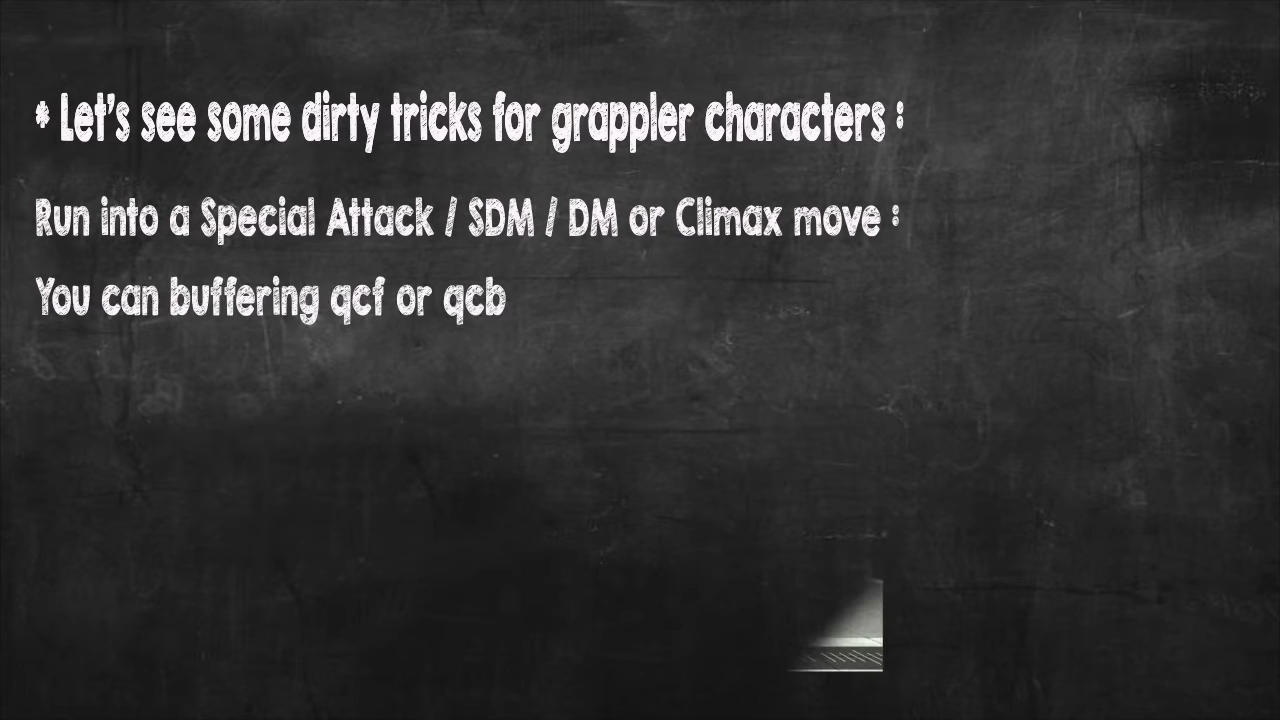 * Let's see some dirty tricks for grappler characters :
Run into a Special Attack / SDM / DM or Climax move :
You can buffering qcf or qcb